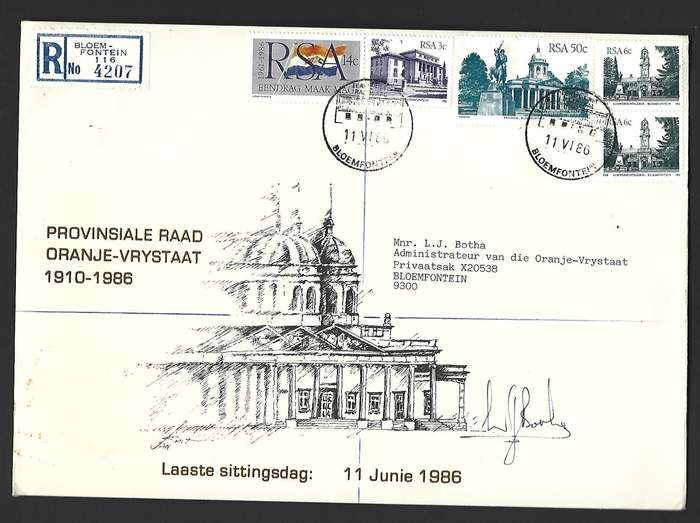 R
BLOEM-
FONTEIN
116
No 4207
1961-1986
RSA 14c
EENDRAG MAAK MAG
RSA 3c
RSA 50c
RSA 6c
RSA 6c
11 VI 86
BLOEMFONTEIN
11 VI 86
BLOEMFONTEIN
PROVINSIALE RAAD
ORANJE-VRYSTAAT
1910-1986
Mnr. L.J. Botha
Administrateur van die Oranje-Vrystaat
Privaatsak X20538
BLOEMFONTEIN
9300
Laaste sittingsdag: 11 Junie 1986